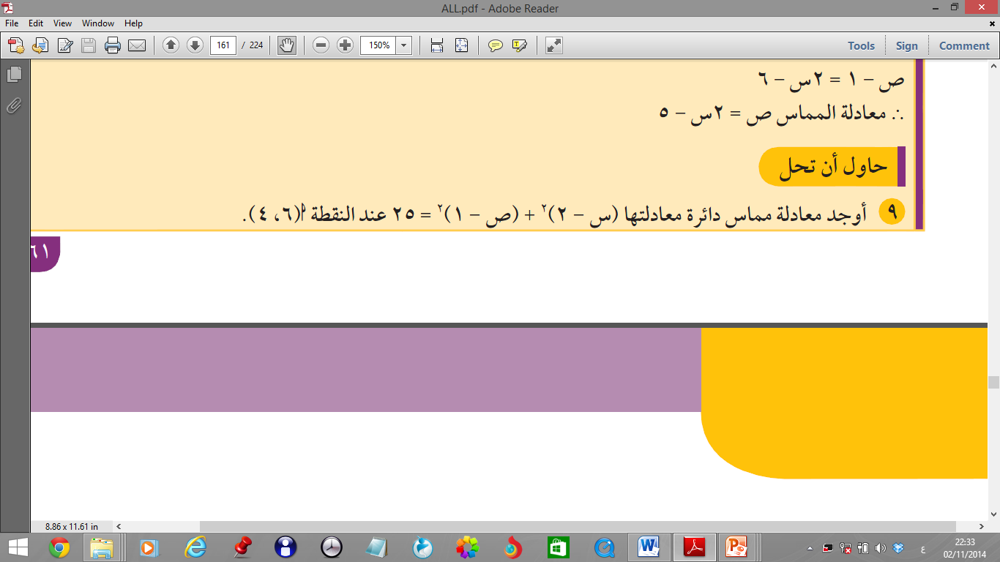 ALL.pdf - Adobe Reader
File Edit View Window Help
161 / 224 150% Tools Sign Comment
ص – ١ = ٢س – ٦
∴ معادلة المماس ص = ٢س – ٥
حاول أن تحل
٩ أوجد معادلة مماس دائرة معادلتها (س – ٢)² + (ص – ١)² = ٢٥ عند النقطة أ(٦، ٤).
٦١
8.86 x 11.61 in
ع 22:33
02/11/2014